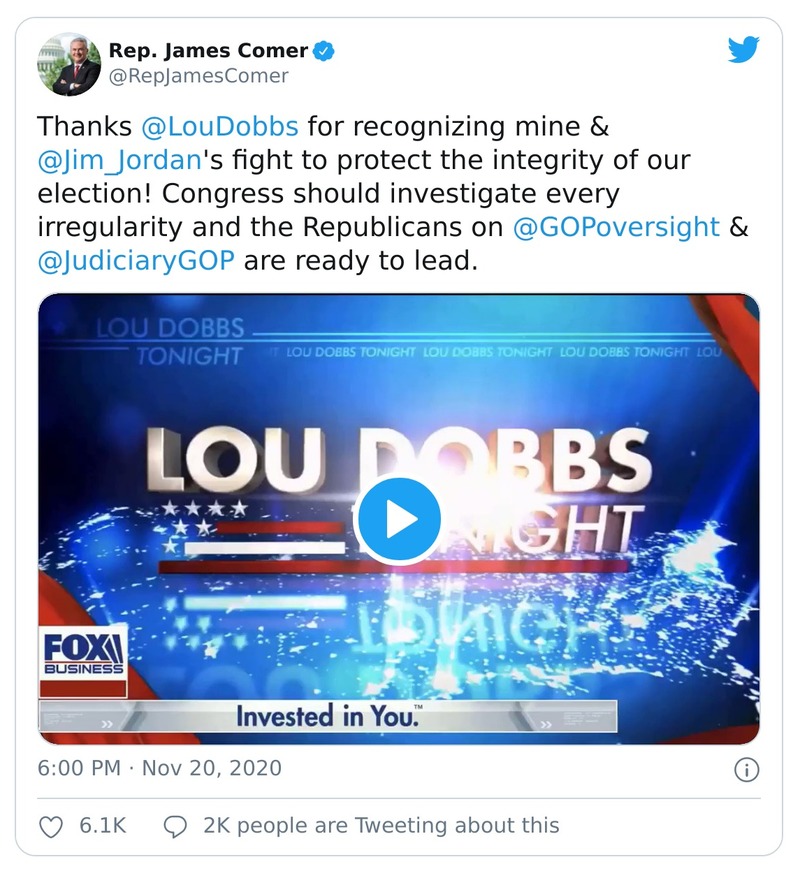 Rep. James Comer
@RepJamesComer
Thanks @LouDobbs for recognizing mine &
@Jim_Jordan's fight to protect the integrity of our
election! Congress should investigate every
irregularity and the Republicans on @GOPoversight &
@JudiciaryGOP are ready to lead.
LOU DOBBS
TONIGHT LOU DOBBS TONIGHT LOU DOBBS TONIGHT LOU DOBBS TONIGHT LOU
LOU DOBBS
TONIGHT
FOX
BUSINESS
Invested in You.™
6:00 PM · Nov 20, 2020
6.1K 2K people are Tweeting about this